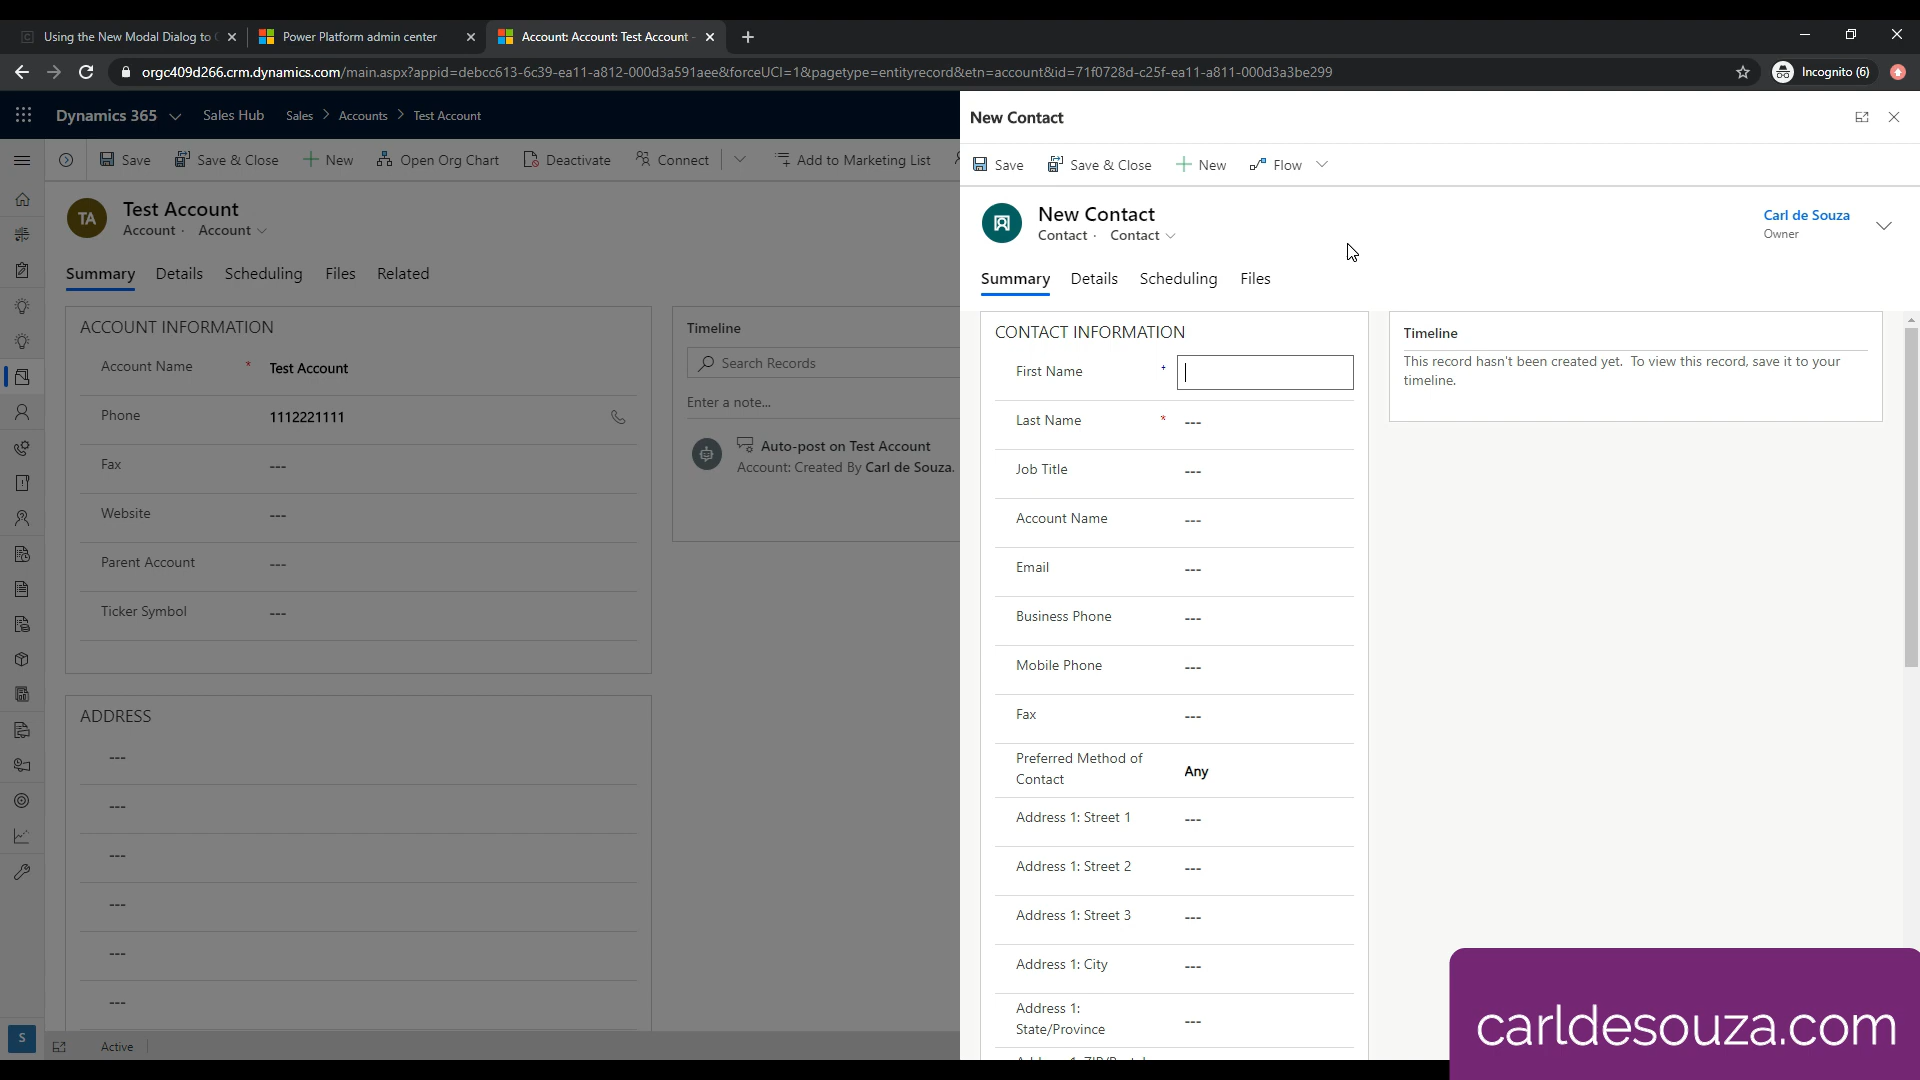 Using the New Modal Dialog to
Power Platform admin center
Account: Account: Test Account -
orgc409d266.crm.dynamics.com/main.aspx?appid=debcc613-6c39-ea11-a812-000d3a591aee&forceUCI=1&pagetype=entityrecord&etn=account&id=71f0728d-c25f-ea11-a811-000d3a3be299
Incognito (6)
Dynamics 365
Sales Hub
Sales > Accounts > Test Account
Save
Save & Close
New
Open Org Chart
Deactivate
Connect
Add to Marketing List
TA
Test Account
Account · Account
Summary
Details
Scheduling
Files
Related
ACCOUNT INFORMATION
Account Name * Test Account
Phone 1112221111
Fax ---
Website ---
Parent Account ---
Ticker Symbol ---
ADDRESS
---
---
---
---
---
---
Timeline
Search Records
Enter a note...
Auto-post on Test Account
Account: Created By Carl de Souza.
S
Active
New Contact
Save
Save & Close
New
Flow
New Contact
Contact · Contact
Carl de Souza
Owner
Summary
Details
Scheduling
Files
CONTACT INFORMATION
First Name +
Last Name * ---
Job Title ---
Account Name ---
Email ---
Business Phone ---
Mobile Phone ---
Fax ---
Preferred Method of
Contact
Any
Address 1: Street 1 ---
Address 1: Street 2 ---
Address 1: Street 3 ---
Address 1: City ---
Address 1:
State/Province
---
Timeline
This record hasn't been created yet. To view this record, save it to your
timeline.
carldesouza.com